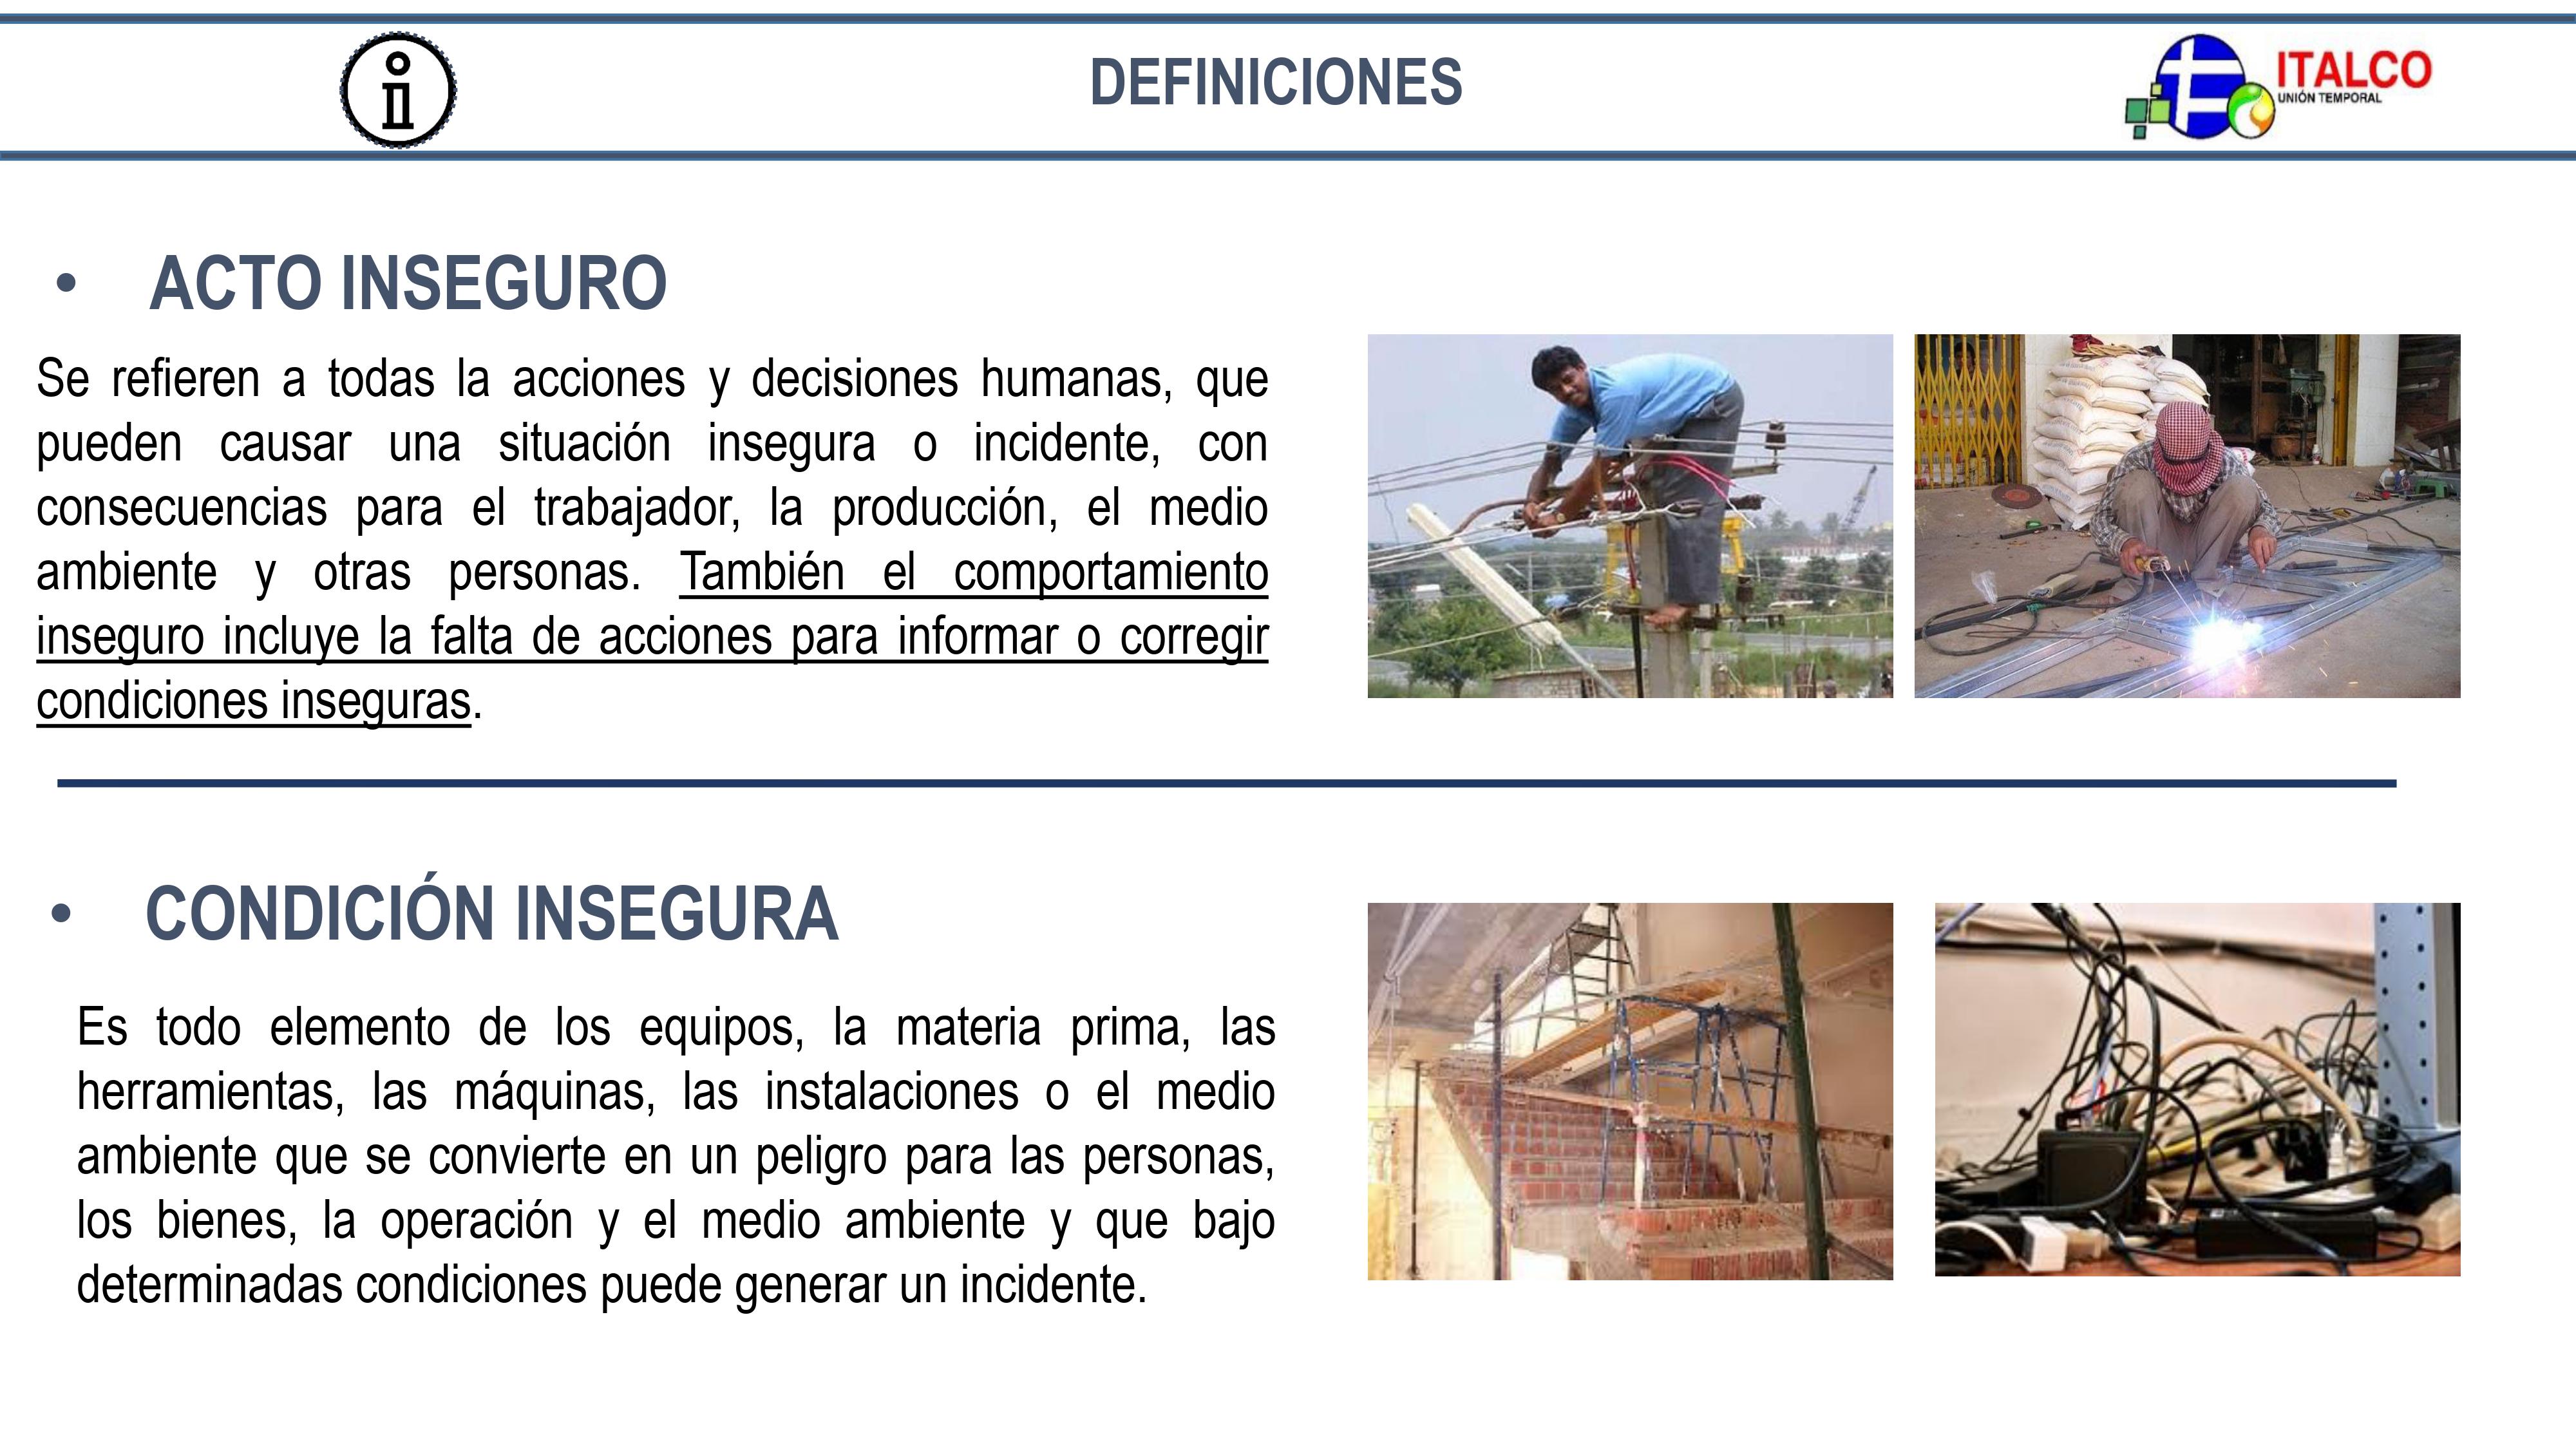 DEFINICIONES
ITALCO
UNIÓN TEMPORAL
• ACTO INSEGURO
Se refieren a todas la acciones y decisiones humanas, que
pueden causar una situación insegura o incidente, con
consecuencias para el trabajador, la producción, el medio
ambiente y otras personas. También el comportamiento
inseguro incluye la falta de acciones para informar o corregir
condiciones inseguras.
• CONDICIÓN INSEGURA
Es todo elemento de los equipos, la materia prima, las
herramientas, las máquinas, las instalaciones o el medio
ambiente que se convierte en un peligro para las personas,
los bienes, la operación y el medio ambiente y que bajo
determinadas condiciones puede generar un incidente.